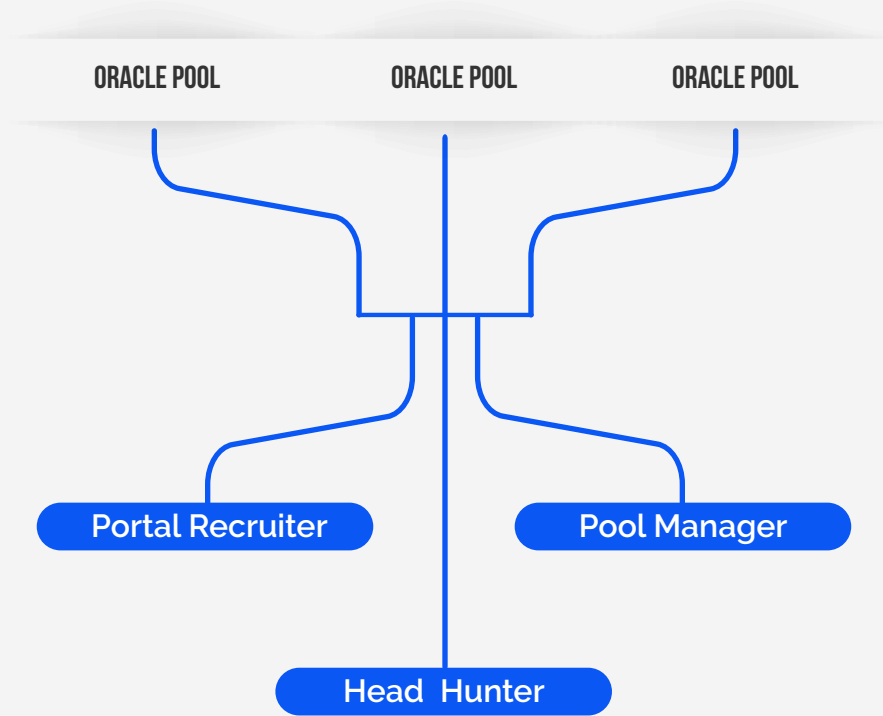 ORACLE POOL ORACLE POOL ORACLE POOL
Portal Recruiter Pool Manager
Head Hunter